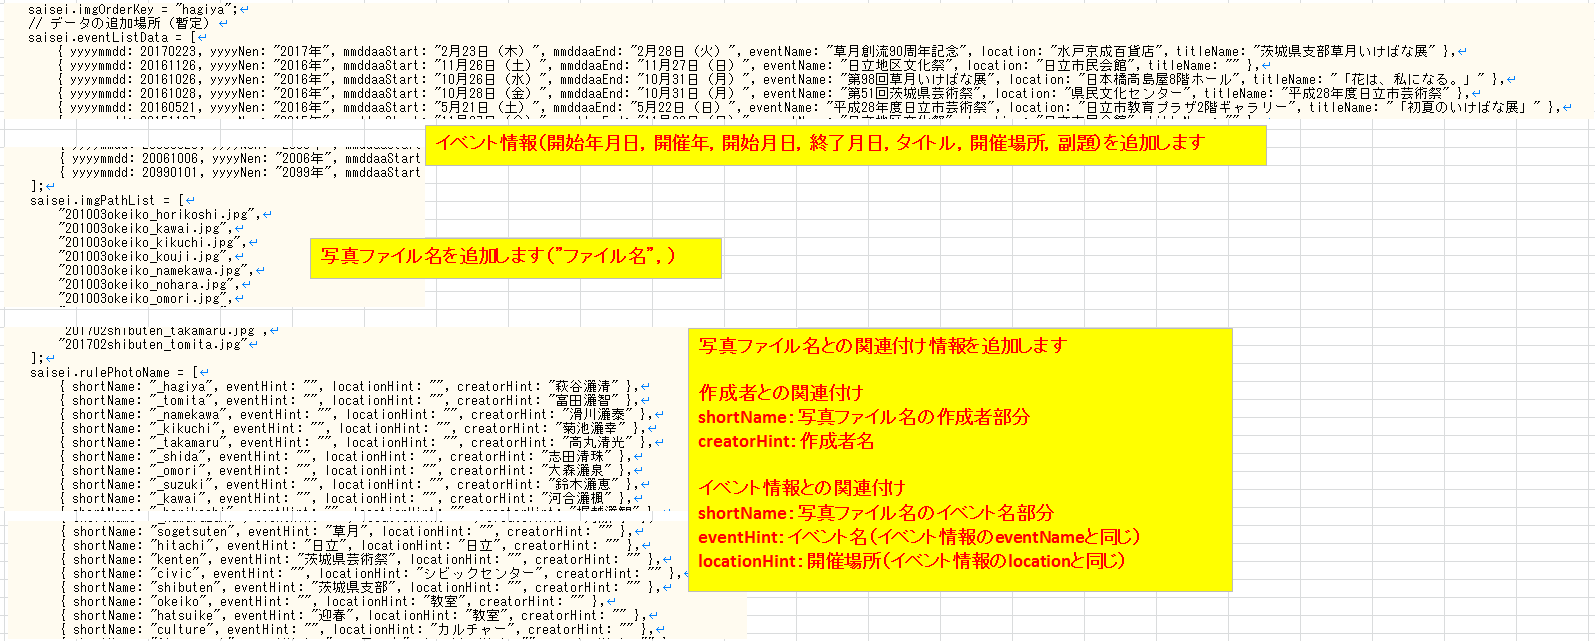 saisei.imgOrderKey = "hagiya";↵
// データの追加場所（暫定）↵
saisei.eventListData = [↵
{ yyyymmdd: 20170223, yyyyNen: "2017年", mmddaaStart: "2月23日（木）", mmddaaEnd: "2月28日（火）", eventName: "草月創流90周年記念", location: "水戸京成百貨店", titleName: "茨城県支部草月いけばな展" },↵
{ yyyymmdd: 20161126, yyyyNen: "2016年", mmddaaStart: "11月26日（土）", mmddaaEnd: "11月27日（日）", eventName: "日立地区文化祭", location: "日立市民会館", titleName: "" },↵
{ yyyymmdd: 20161026, yyyyNen: "2016年", mmddaaStart: "10月26日（水）", mmddaaEnd: "10月31日（月）", eventName: "第98回草月いけばな展", location: "日本橋高島屋8階ホール", titleName: "「花は、私になる。」" },↵
{ yyyymmdd: 20161028, yyyyNen: "2016年", mmddaaStart: "10月28日（金）", mmddaaEnd: "10月31日（月）", eventName: "第51回茨城県芸術祭", location: "県民文化センター", titleName: "平成28年度日立市芸術祭" },↵
{ yyyymmdd: 20160521, yyyyNen: "2016年", mmddaaStart: "5月21日（土）", mmddaaEnd: "5月22日（日）", eventName: "平成28年度日立市芸術祭", location: "日立市教育プラザ2階ギャラリー", titleName: "「初夏のいけばな展」" },↵
イベント情報（開始年月日，開催年，開始月日，終了月日，タイトル，開催場所，副題）を追加します
{ yyyymmdd: 20061006, yyyyNen: "2006年", mmddaaStart
{ yyyymmdd: 20990101, yyyyNen: "2099年", mmddaaStart
];↵
saisei.imgPathList = [↵
"201003okeiko_horikoshi.jpg",↵
"201003okeiko_kawai.jpg",↵
"201003okeiko_kikuchi.jpg",↵
"201003okeiko_kouji.jpg",↵
"201003okeiko_namekawa.jpg",↵
"201003okeiko_nohara.jpg",↵
"201003okeiko_omori.jpg",↵
写真ファイル名を追加します（"ファイル名"，）
"201702shibuten_takamaru.jpg",↵
"201702shibuten_tomita.jpg"↵
];↵
saisei.rulePhotoName = [↵
{ shortName: "_hagiya", eventHint: "", locationHint: "", creatorHint: "萩谷灑清" },↵
{ shortName: "_tomita", eventHint: "", locationHint: "", creatorHint: "富田灑智" },↵
{ shortName: "_namekawa", eventHint: "", locationHint: "", creatorHint: "滑川灑泰" },↵
{ shortName: "_kikuchi", eventHint: "", locationHint: "", creatorHint: "菊池灑幸" },↵
{ shortName: "_takamaru", eventHint: "", locationHint: "", creatorHint: "高丸清光" },↵
{ shortName: "_shida", eventHint: "", locationHint: "", creatorHint: "志田清珠" },↵
{ shortName: "_omori", eventHint: "", locationHint: "", creatorHint: "大森灑泉" },↵
{ shortName: "_suzuki", eventHint: "", locationHint: "", creatorHint: "鈴木灑恵" },↵
{ shortName: "_kawai", eventHint: "", locationHint: "", creatorHint: "河合灑楓" },↵
{ shortName: "sogetsuten", eventHint: "草月", locationHint: "", creatorHint: "" },↵
{ shortName: "hitachi", eventHint: "日立", locationHint: "日立", creatorHint: "" },↵
{ shortName: "kenten", eventHint: "茨城県芸術祭", locationHint: "", creatorHint: "" },↵
{ shortName: "civic", eventHint: "", locationHint: "シビックセンター", creatorHint: "" },↵
{ shortName: "shibuten", eventHint: "茨城県支部", locationHint: "", creatorHint: "" },↵
{ shortName: "okeiko", eventHint: "", locationHint: "教室", creatorHint: "" },↵
{ shortName: "hatsuike", eventHint: "迎春", locationHint: "教室", creatorHint: "" },↵
{ shortName: "culture", eventHint: "", locationHint: "カルチャー", creatorHint: "" },↵
写真ファイル名との関連付け情報を追加します
作成者との関連付け
shortName：写真ファイル名の作成者部分
creatorHint：作成者名
イベント情報との関連付け
shortName：写真ファイル名のイベント名部分
eventHint：イベント名（イベント情報のeventNameと同じ）
locationHint：開催場所（イベント情報のlocationと同じ）